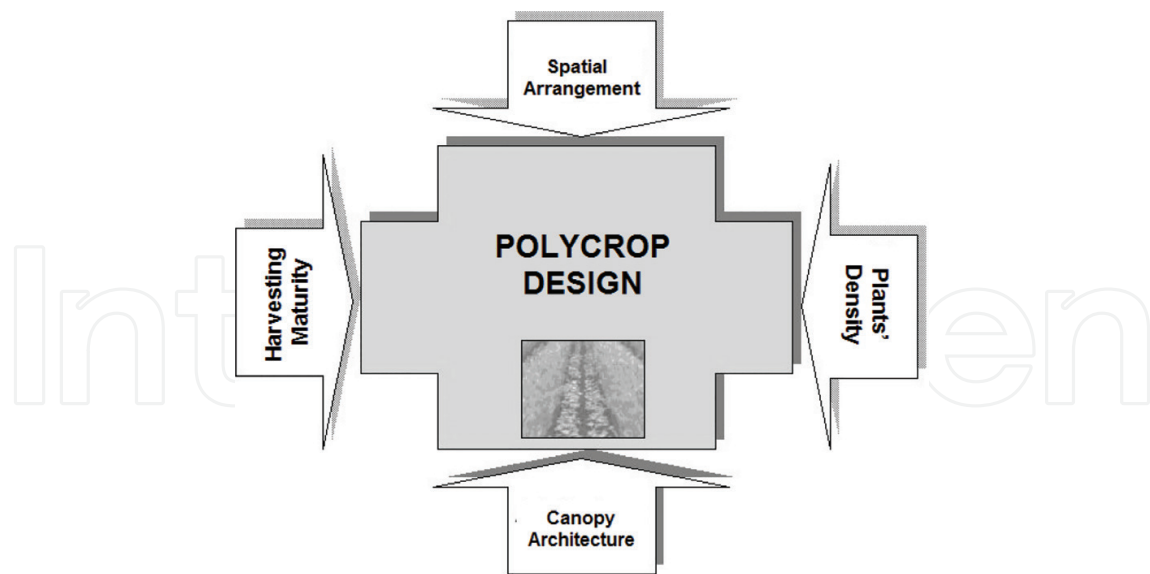 Spatial
Arrangement
POLYCROP
DESIGN
Harvesting
Maturity
Plants'
Density
Canopy
Architecture